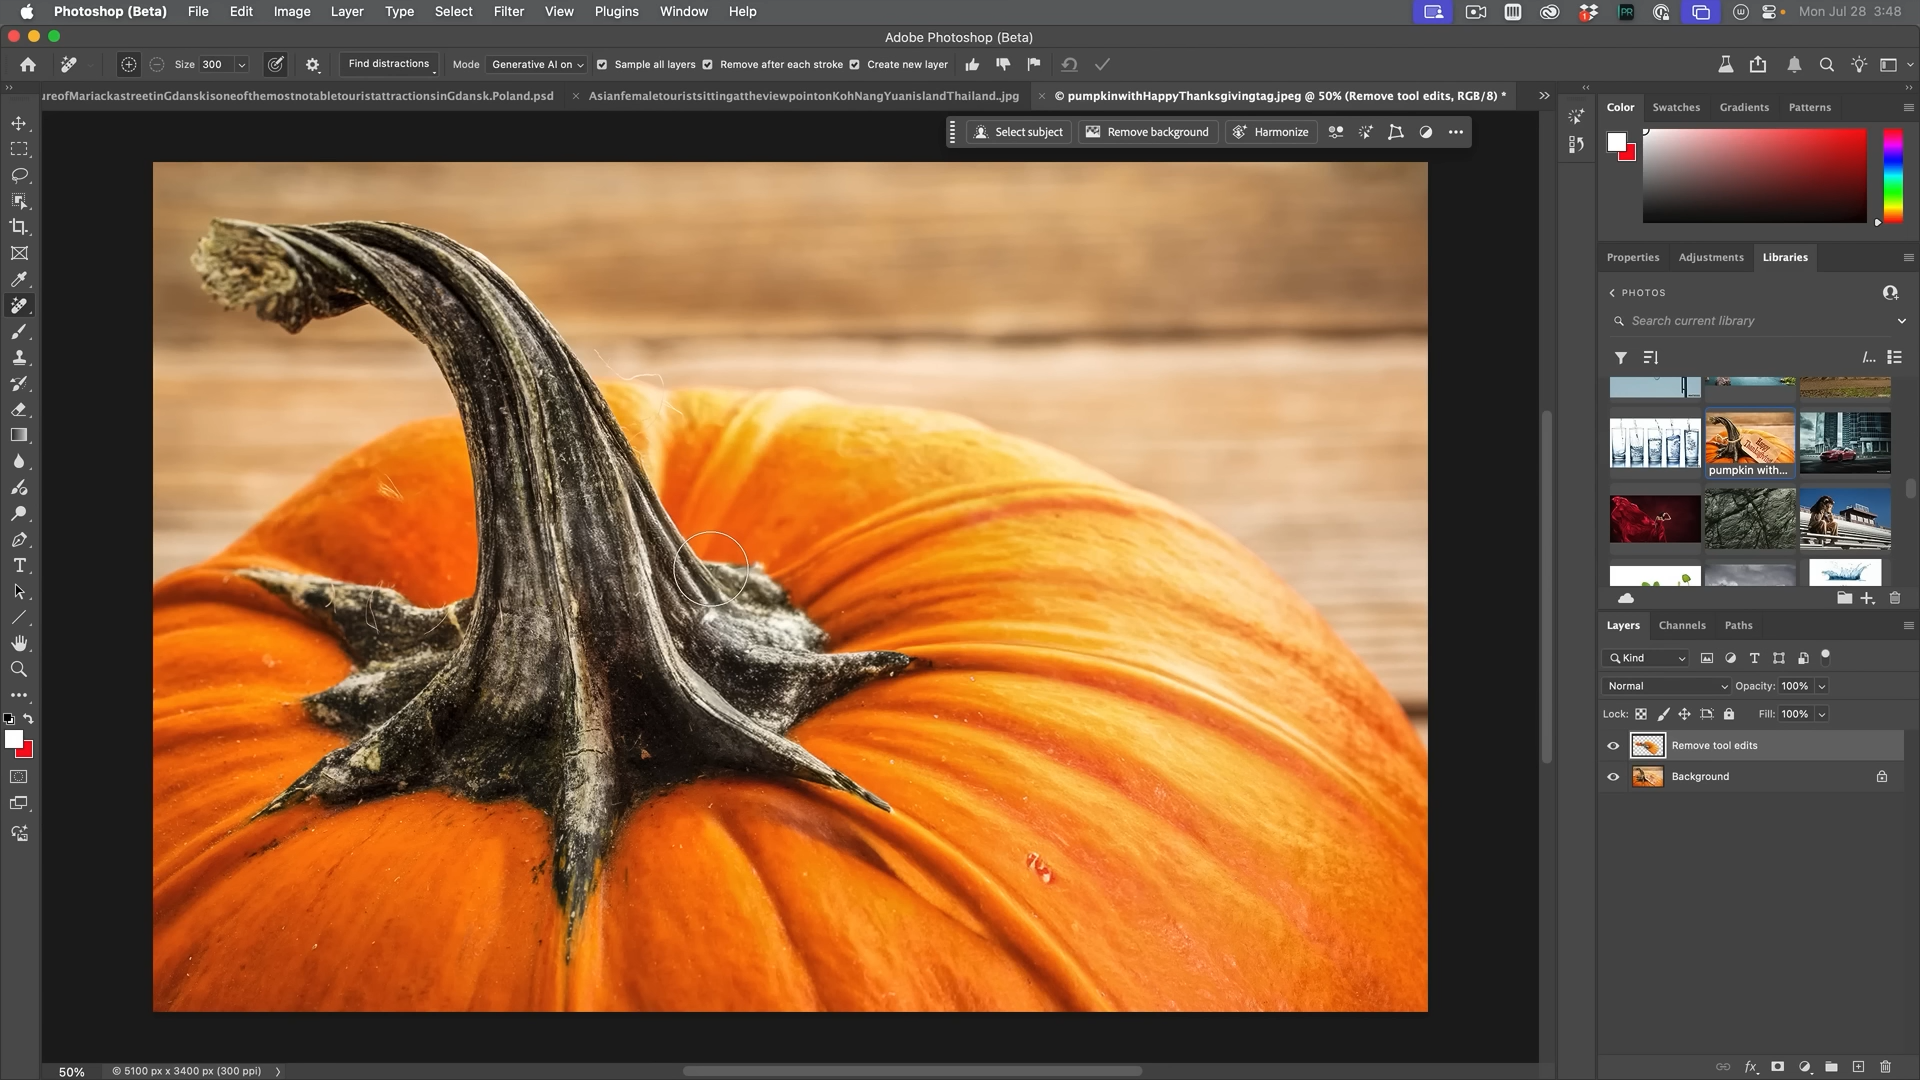 Photoshop (Beta) File Edit Image Layer Type Select Filter View Plugins Window Help
Mon Jul 28 3:48
Adobe Photoshop (Beta)
Size 300 Find distractions Mode Generative AI on Sample all layers Remove after each stroke Create new layer
ureofMariackastreetinGdanskisoneofthemostnotabletouristattractionsinGdansk.Poland.psd
AsianfemaletouristsittingattheviewpointonKohNangYuanislandThailand..jpg
© pumpkinwithHappyThanksgivingtag.jpeg @ 50% (Remove tool edits, RGB/8) *
Select subject Remove background Harmonize
Color Swatches Gradients Patterns
Properties Adjustments Libraries
PHOTOS
Search current library
/...
Happy Thanksgiving
pumpkin with...
Layers Channels Paths
Kind
Normal Opacity: 100%
Lock: Fill: 100%
Remove tool edits
Background
50% © 5100 px x 3400 px (300 ppi)
fx